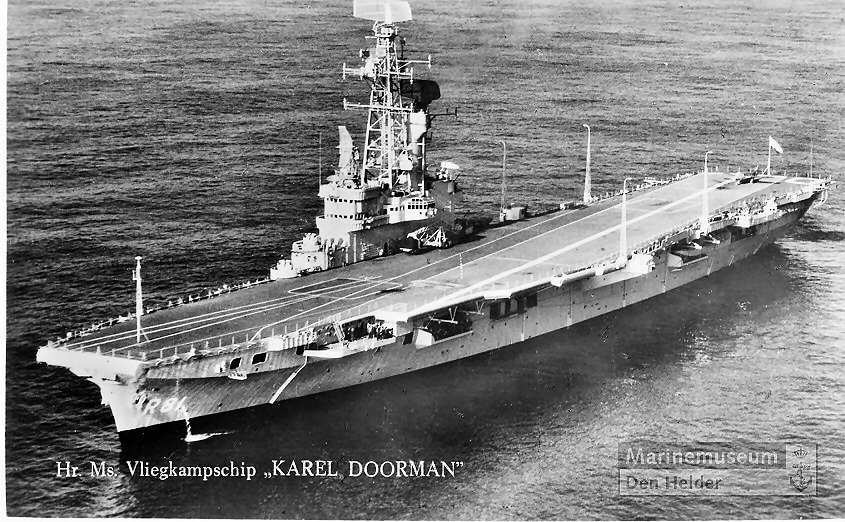 R81
Hr. Ms. Vliegkampschip „KAREL DOORMAN”
Marinemuseum
Den Helder